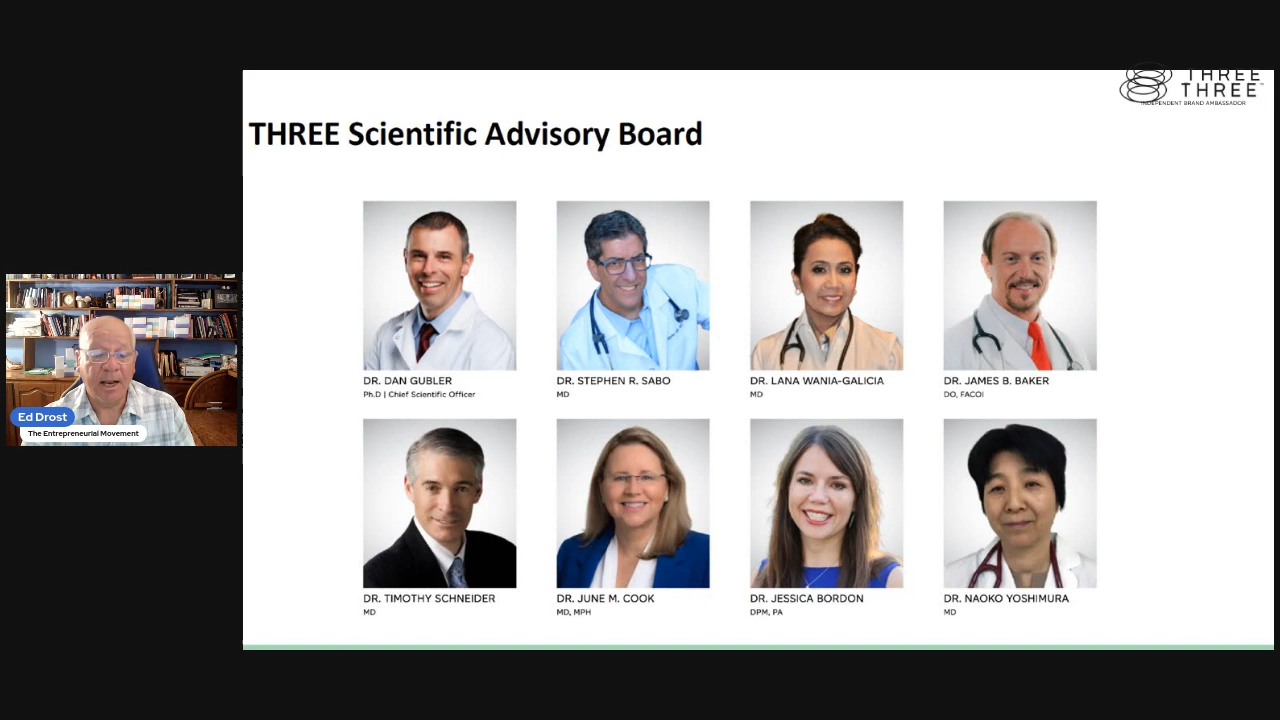 THREE
THREE™
INDEPENDENT BRAND AMBASSADOR
THREE Scientific Advisory Board
DR. DAN GUBLER
Ph.D | Chief Scientific Officer
DR. STEPHEN R. SABO
MD
DR. LANA WANIA-GALICIA
MD
DR. JAMES B. BAKER
DO, FACOI
Ed Drost
The Entrepreneurial Movement
DR. TIMOTHY SCHNEIDER
MD
DR. JUNE M. COOK
MD, MPH
DR. JESSICA BORDON
DPM, PA
DR. NAOKO YOSHIMURA
MD